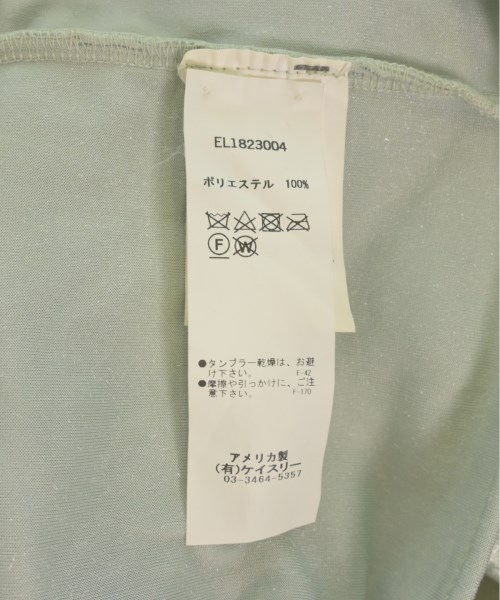 EL1823004
ポリエステル 100%
F W
●タンブラー乾燥は、お避
け下さい。 F-42
●摩擦や引っかけに、ご注
意下さい。 F-170
アメリカ製
(有)ケイスリー
03-3464-5357